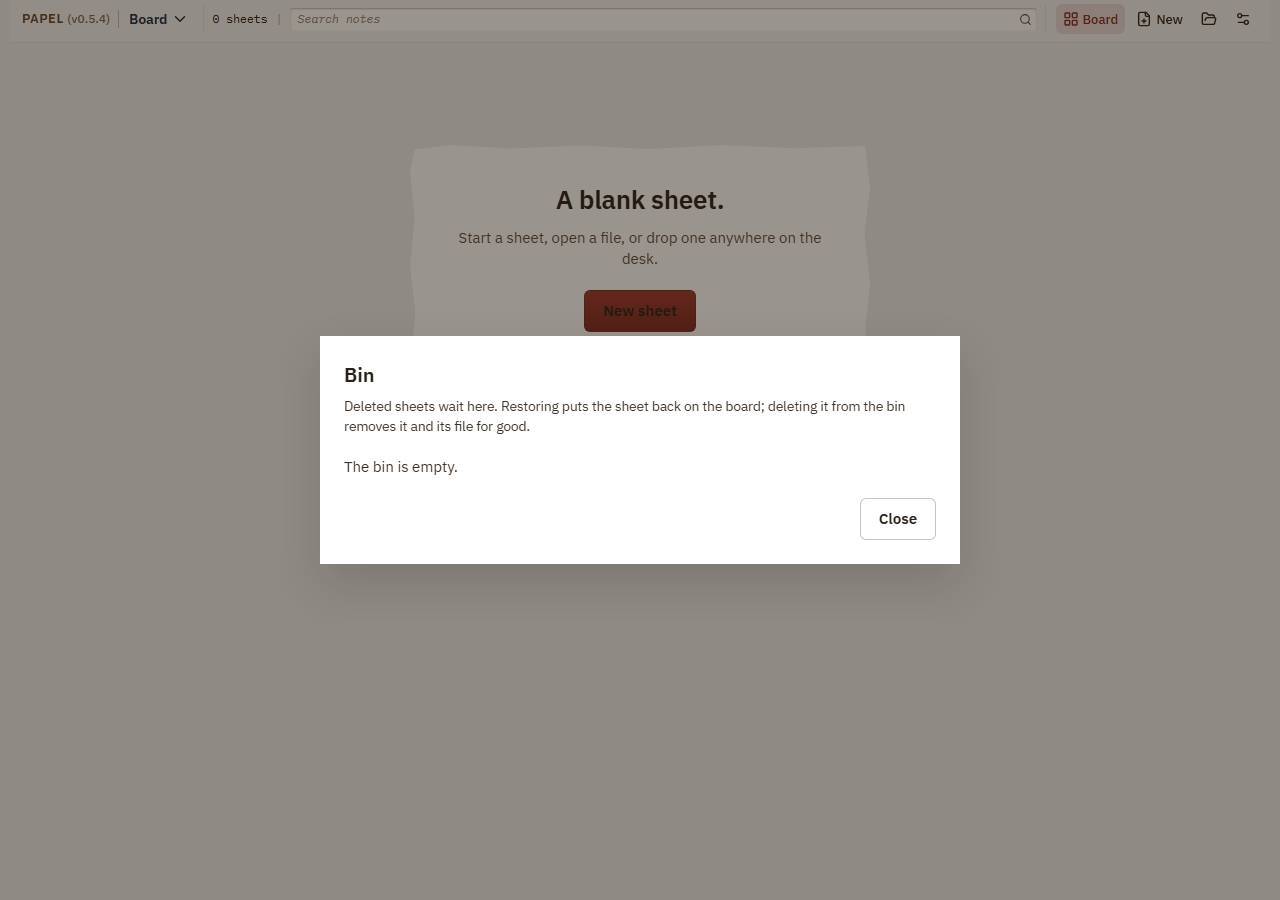 PAPEL (v0.5.4) Board 0 sheets Search notes Board New
A blank sheet.
Start a sheet, open a file, or drop one anywhere on the
desk.
New sheet
Bin
Deleted sheets wait here. Restoring puts the sheet back on the board; deleting it from the bin
removes it and its file for good.
The bin is empty.
Close